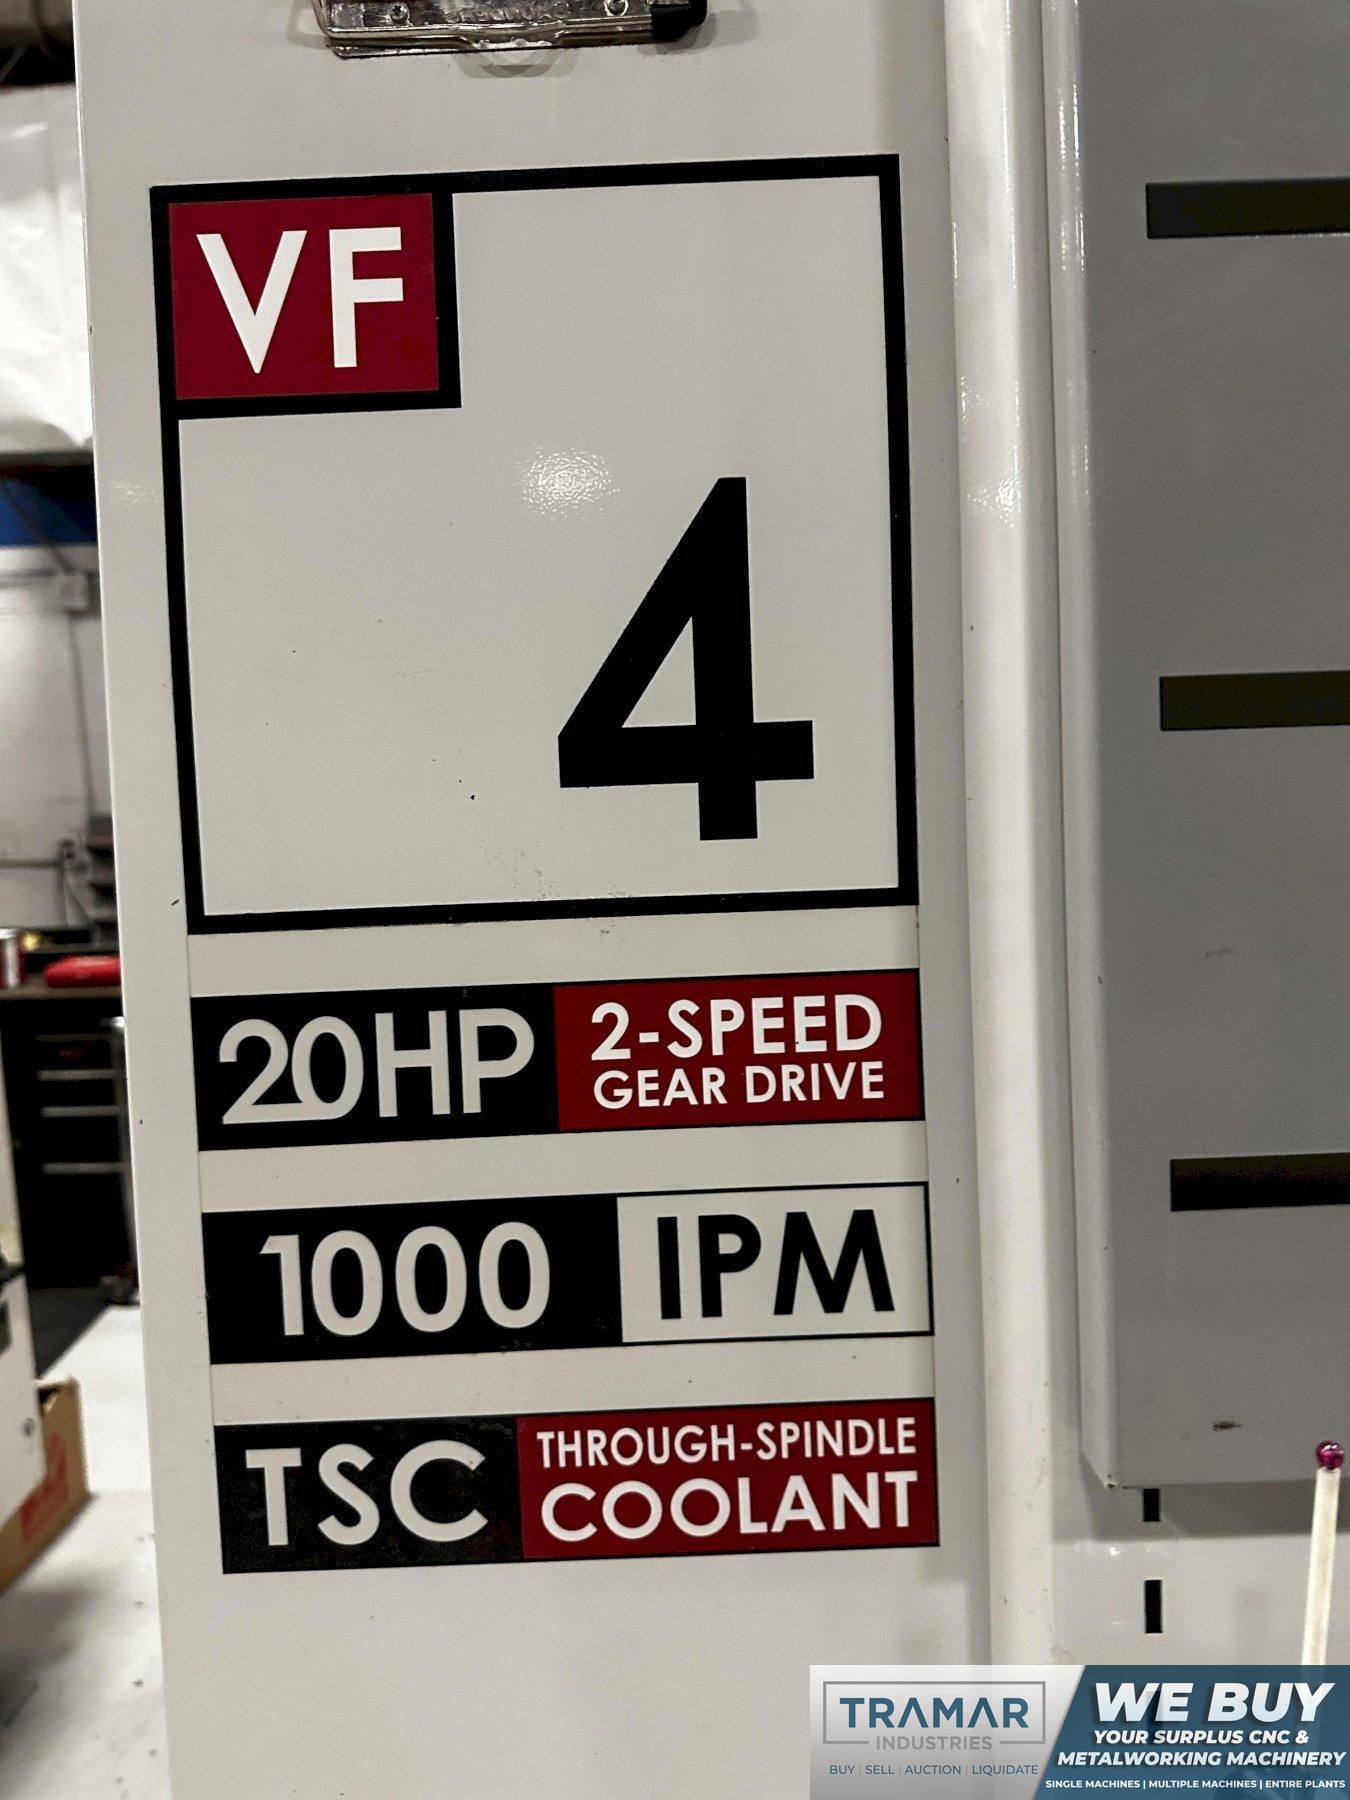 VF
4
20HP
2-SPEED
GEAR DRIVE
1000 IPM
TSC
THROUGH-SPINDLE
COOLANT
TRAMAR
INDUSTRIES
BUY | SELL | AUCTION | LIQUIDATE
WE BUY
YOUR SURPLUS CNC &
METALWORKING MACHINERY
SINGLE MACHINES | MULTIPLE MACHINES | ENTIRE PLANTS